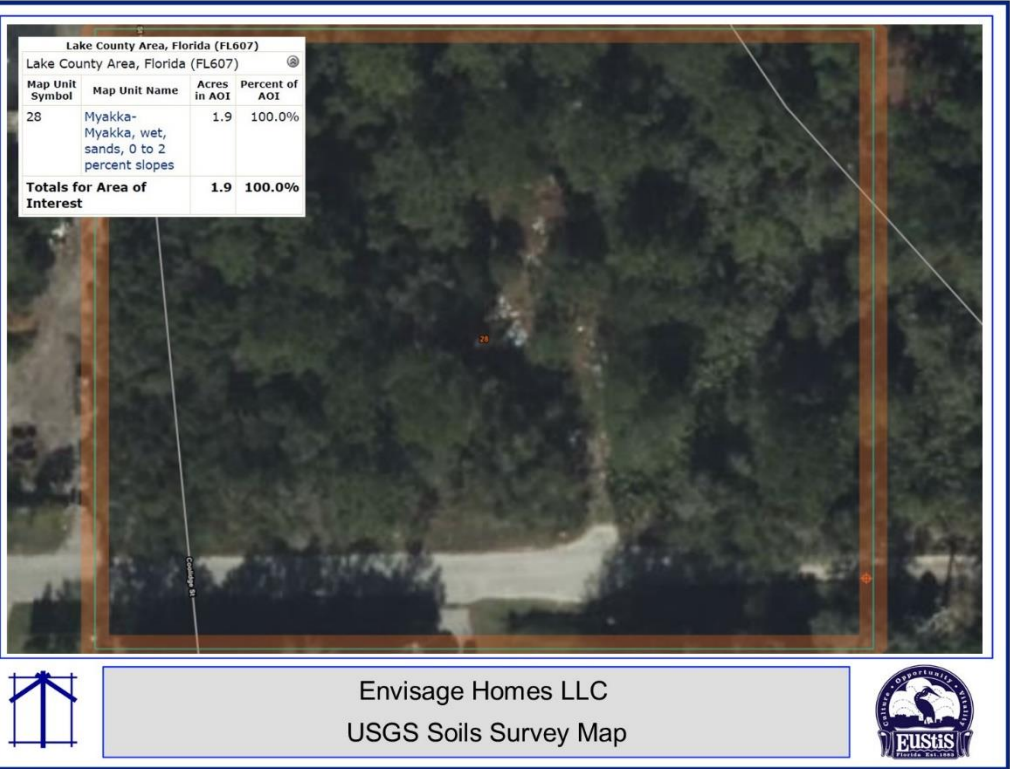 Lake County Area, Florida (FL607)
Lake County Area, Florida (FL607)
Map Unit Symbol Map Unit Name Acres in AOI Percent of AOI
28 Myakka-Myakka, wet, sands, 0 to 2 percent slopes 1.9 100.0%
Totals for Area of Interest 1.9 100.0%
28
Coolidge St
Envisage Homes LLC
USGS Soils Survey Map
Culture • Opportunity • Vitality
EUSTIS
Florida Est. 1883